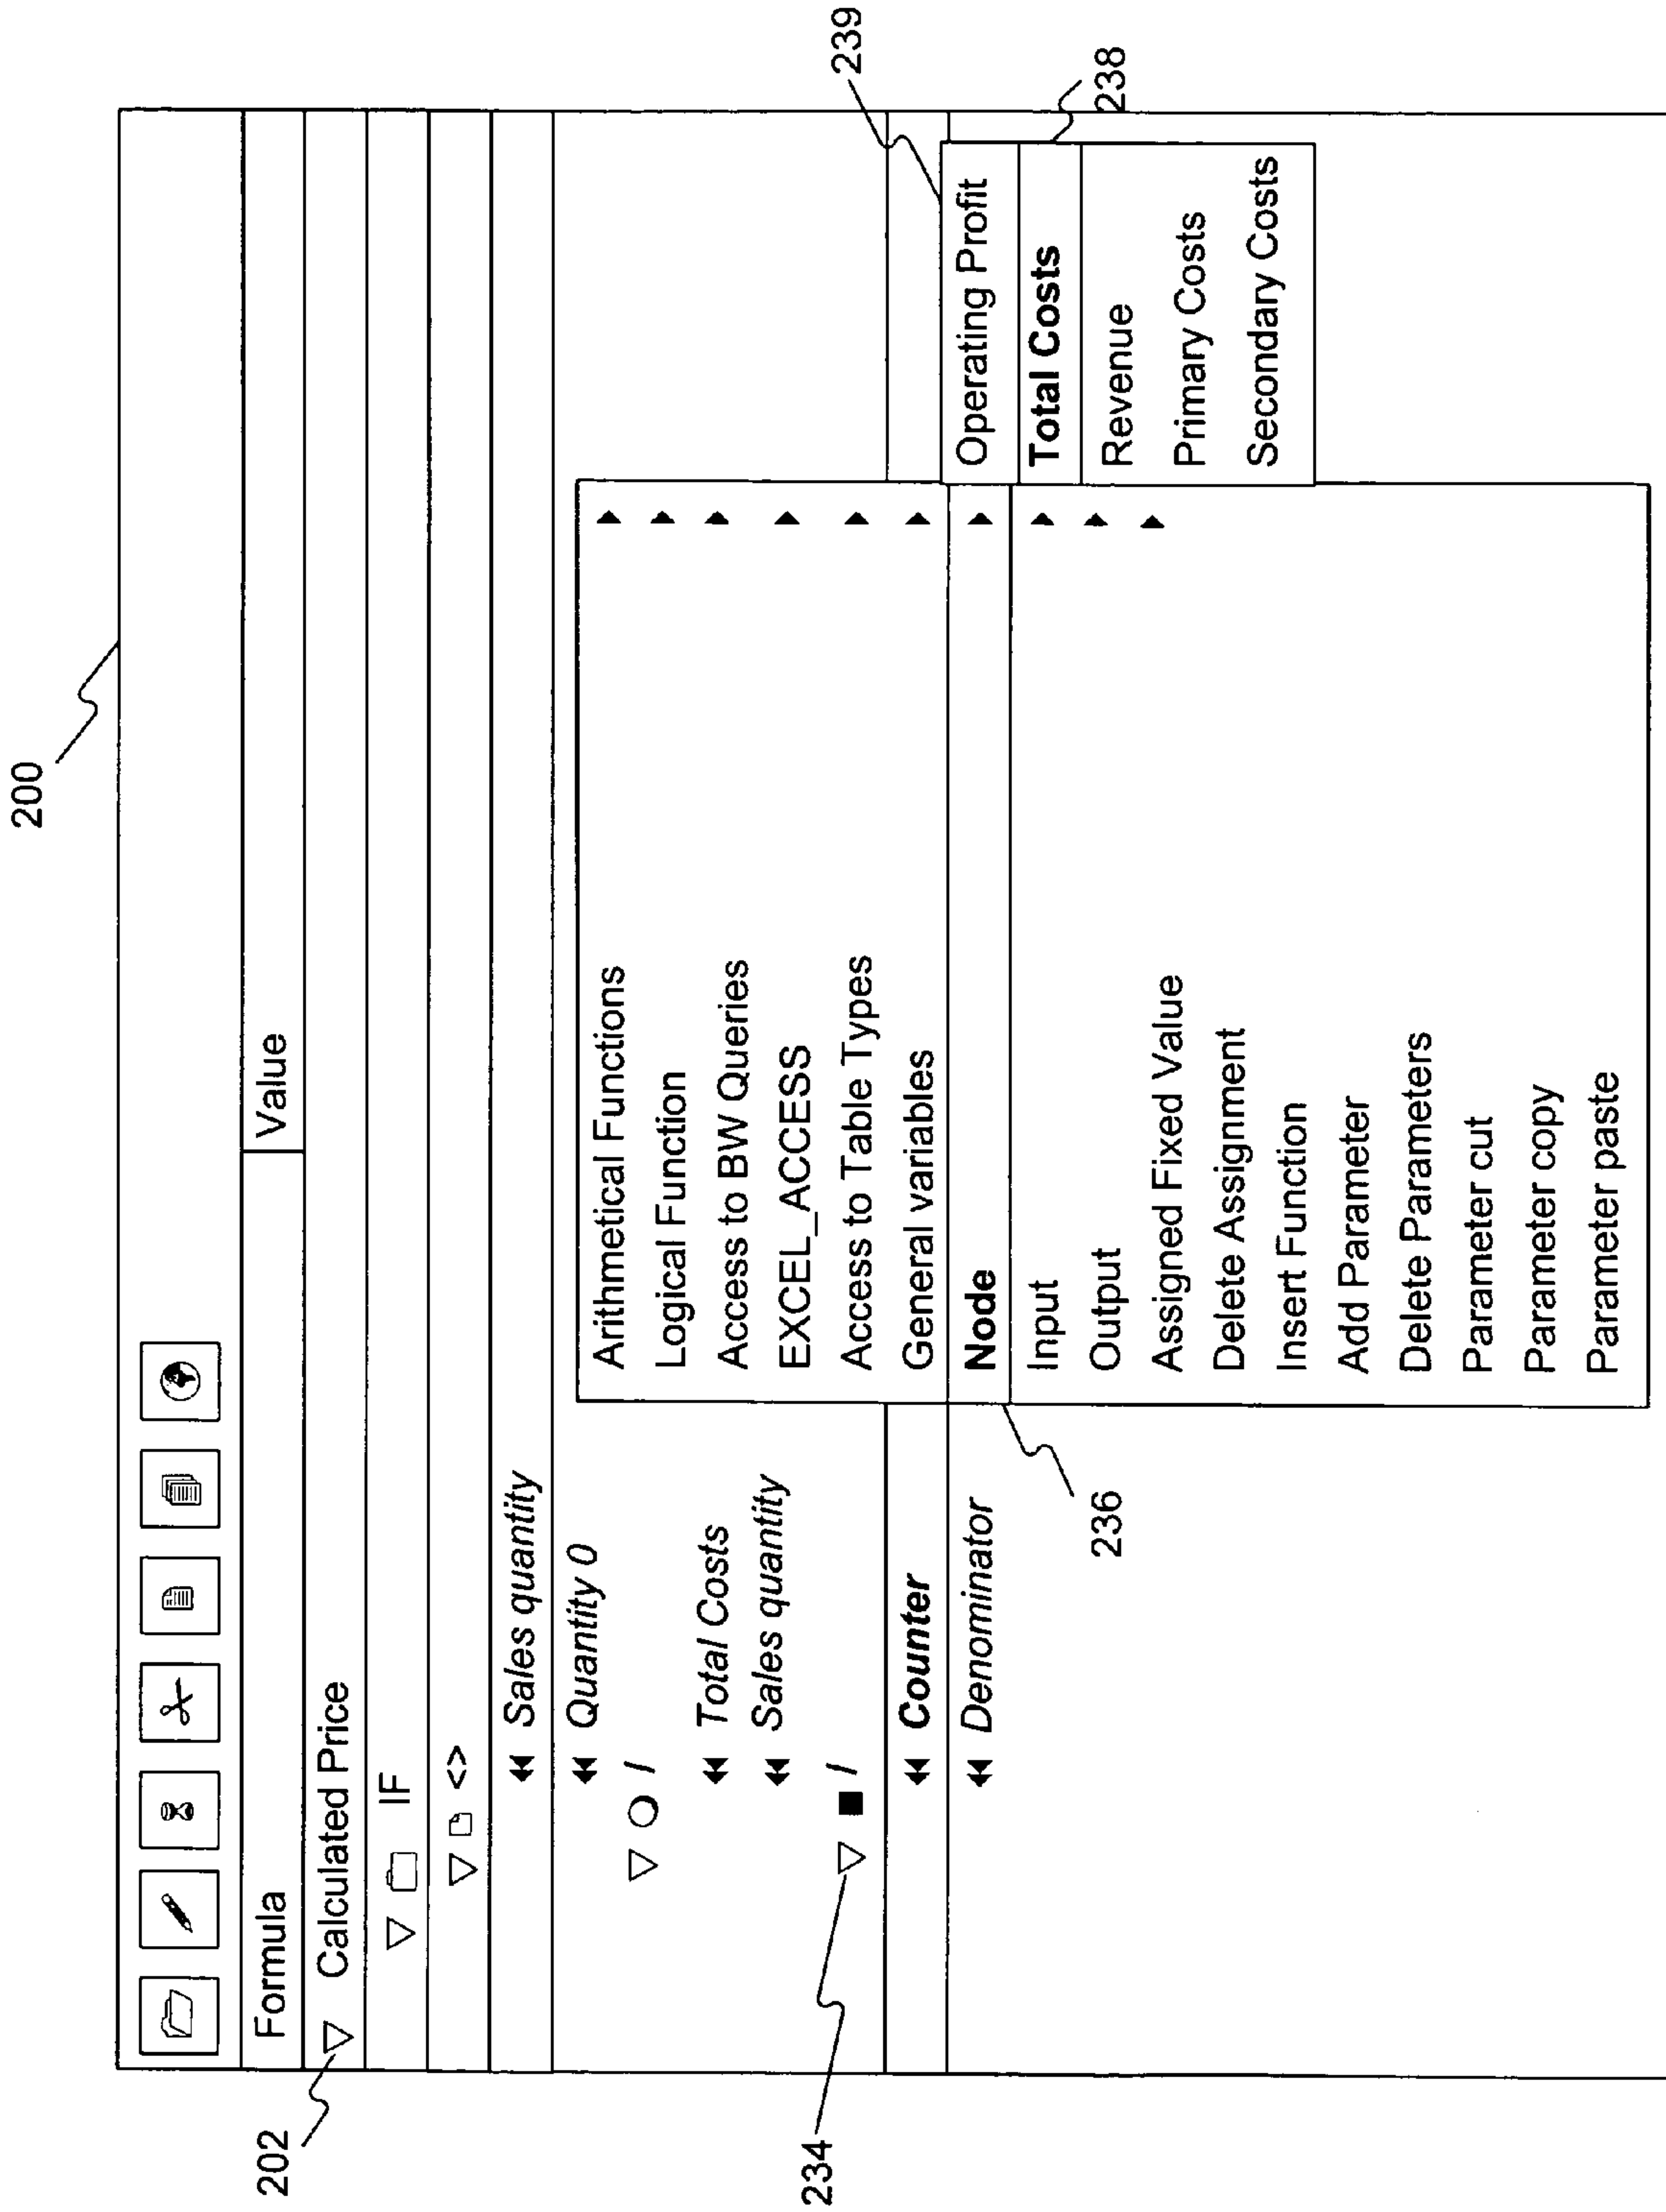 200
Formula Value
202
Calculated Price
IF
<>
Sales quantity
Quantity 0
/
Total Costs
Sales quantity
234
/
Counter
Denominator
236
Arithmetical Functions
Logical Function
Access to BW Queries
EXCEL_ACCESS
Access to Table Types
General variables
Node
Input
Output
Assigned Fixed Value
Delete Assignment
Insert Function
Add Parameter
Delete Parameters
Parameter cut
Parameter copy
Parameter paste
239
238
Operating Profit
Total Costs
Revenue
Primary Costs
Secondary Costs